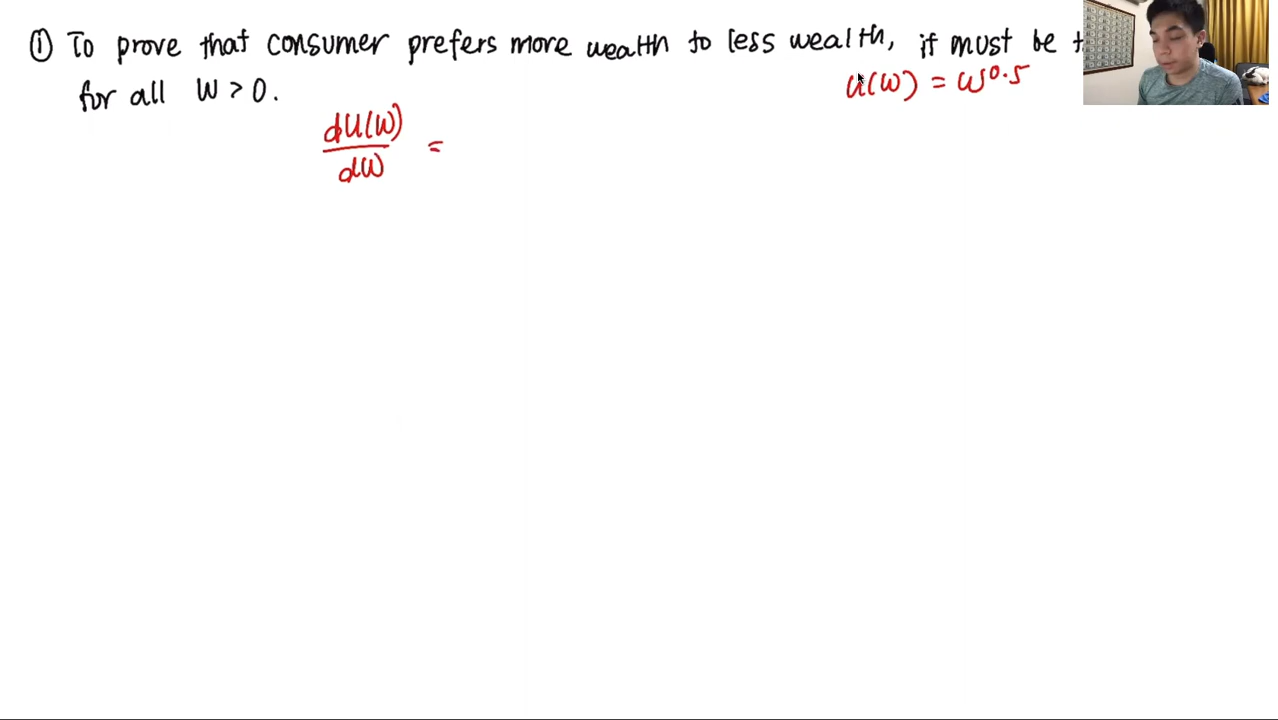 ① To prove that consumer prefers more wealth to less wealth, it must be
for all W > 0.
U(W) = W^0.5
dU(W)
dW
=